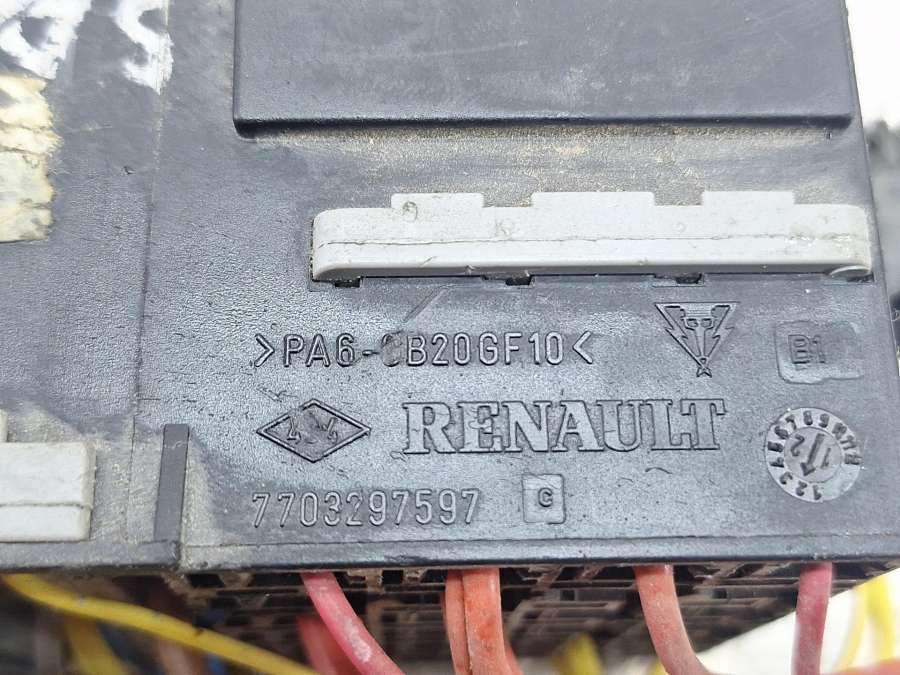 >PA6-GB20GF10<
B1
RENAULT
7703297597
C